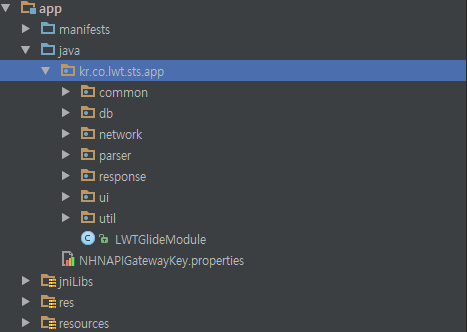 app
manifests
java
kr.co.lwt.sts.app
common
db
network
parser
response
ui
util
LWTGlideModule
NHNAPIGatewayKey.properties
jniLibs
res
resources